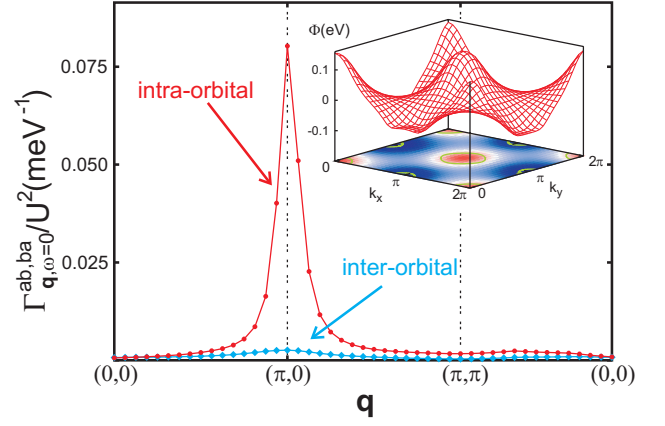 Φ(eV)
0.1
0
-0.1
0
π
2π
0
π
2π
k_x
k_y
0.075
0.050
0.025
Γ^{ab,ba}_{q,ω=0}/U^2(meV^{-1})
intra-orbital
inter-orbital
(0,0)
(π,0)
(π,π)
(0,0)
q